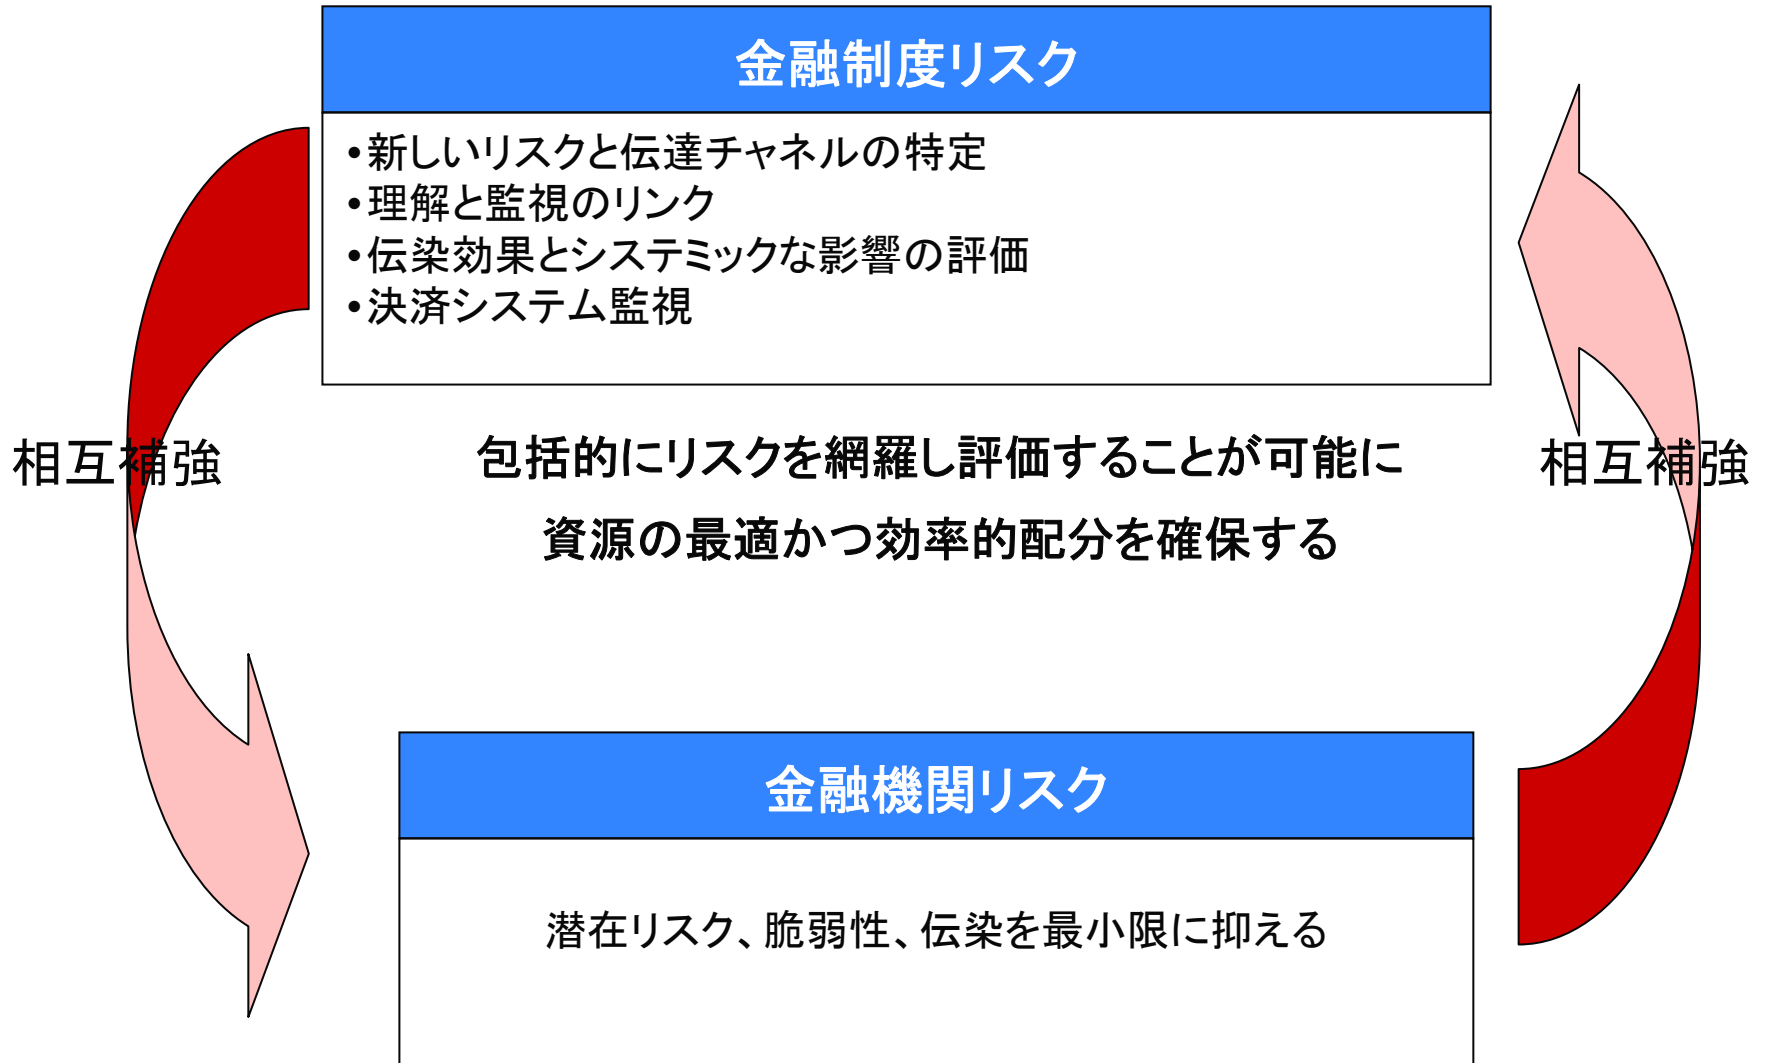 金融制度リスク
•新しいリスクと伝達チャネルの特定
•理解と監視のリンク
•伝染効果とシステミックな影響の評価
•決済システム監視
相互補強
包括的にリスクを網羅し評価することが可能に
相互補強
資源の最適かつ効率的配分を確保する
金融機関リスク
潜在リスク、脆弱性、伝染を最小限に抑える